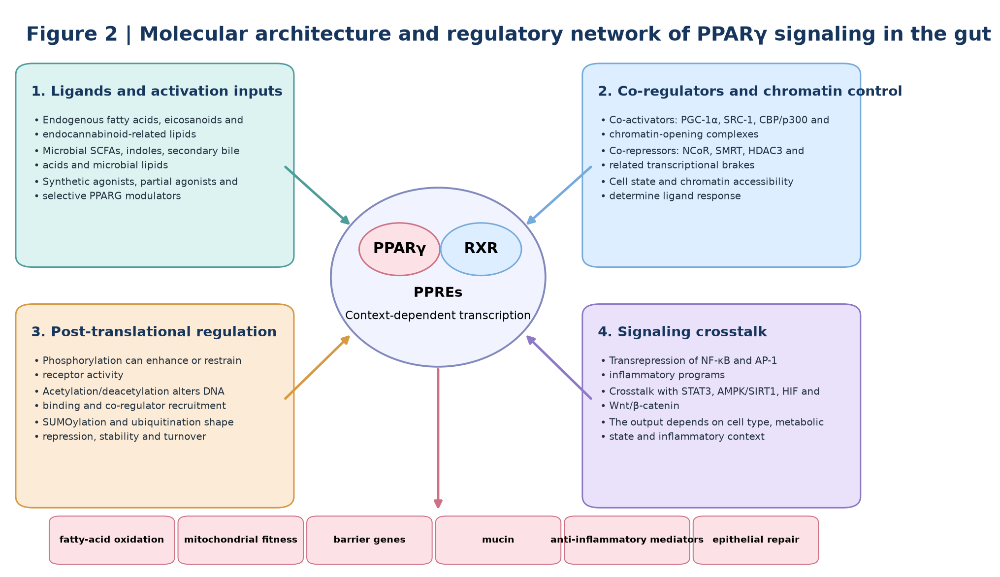 Figure 2 | Molecular architecture and regulatory network of PPARγ signaling in the gut
1. Ligands and activation inputs
• Endogenous fatty acids, eicosanoids and
• endocannabinoid-related lipids
• Microbial SCFAs, indoles, secondary bile
• acids and microbial lipids
• Synthetic agonists, partial agonists and
• selective PPARG modulators
2. Co-regulators and chromatin control
• Co-activators: PGC-1α, SRC-1, CBP/p300 and
• chromatin-opening complexes
• Co-repressors: NCoR, SMRT, HDAC3 and
• related transcriptional brakes
• Cell state and chromatin accessibility
• determine ligand response
PPARγ
RXR
PPREs
Context-dependent transcription
3. Post-translational regulation
• Phosphorylation can enhance or restrain
• receptor activity
• Acetylation/deacetylation alters DNA
• binding and co-regulator recruitment
• SUMOylation and ubiquitination shape
• repression, stability and turnover
4. Signaling crosstalk
• Transrepression of NF-κB and AP-1
• inflammatory programs
• Crosstalk with STAT3, AMPK/SIRT1, HIF and
• Wnt/β-catenin
• The output depends on cell type, metabolic
• state and inflammatory context
fatty-acid oxidation
mitochondrial fitness
barrier genes
mucin
anti-inflammatory mediators
epithelial repair